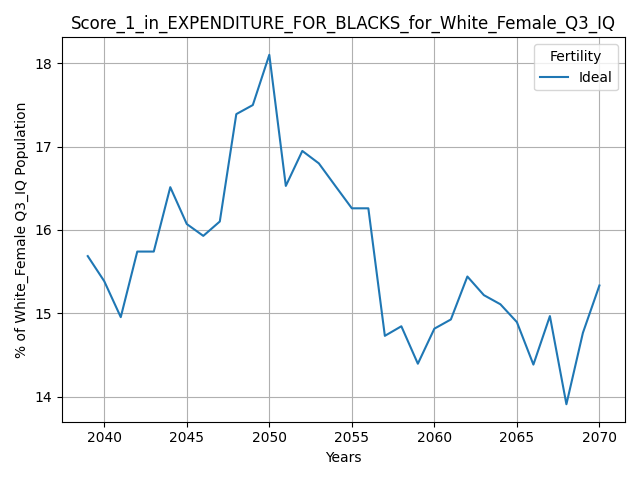 Score_1_in_EXPENDITURE_FOR_BLACKS_for_White_Female_Q3_IQ
Fertility
Ideal
% of White_Female Q3_IQ Population
18
17
16
15
14
2040 2045 2050 2055 2060 2065 2070
Years